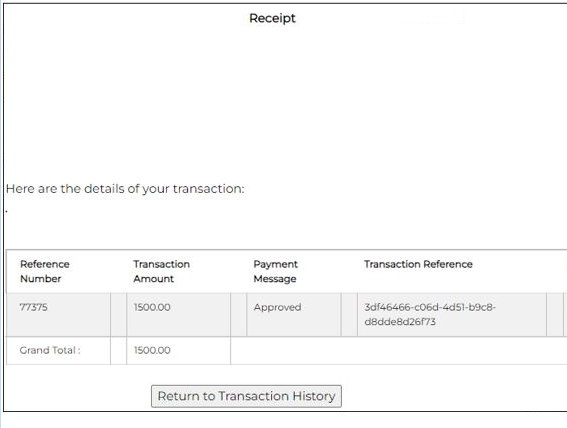 Receipt
Here are the details of your transaction:
.
Reference Number
Transaction Amount
Payment Message
Transaction Reference
77375
1500.00
Approved
3df46466-c06d-4d51-b9c8-
d8dde8d26f73
Grand Total :
1500.00
Return to Transaction History